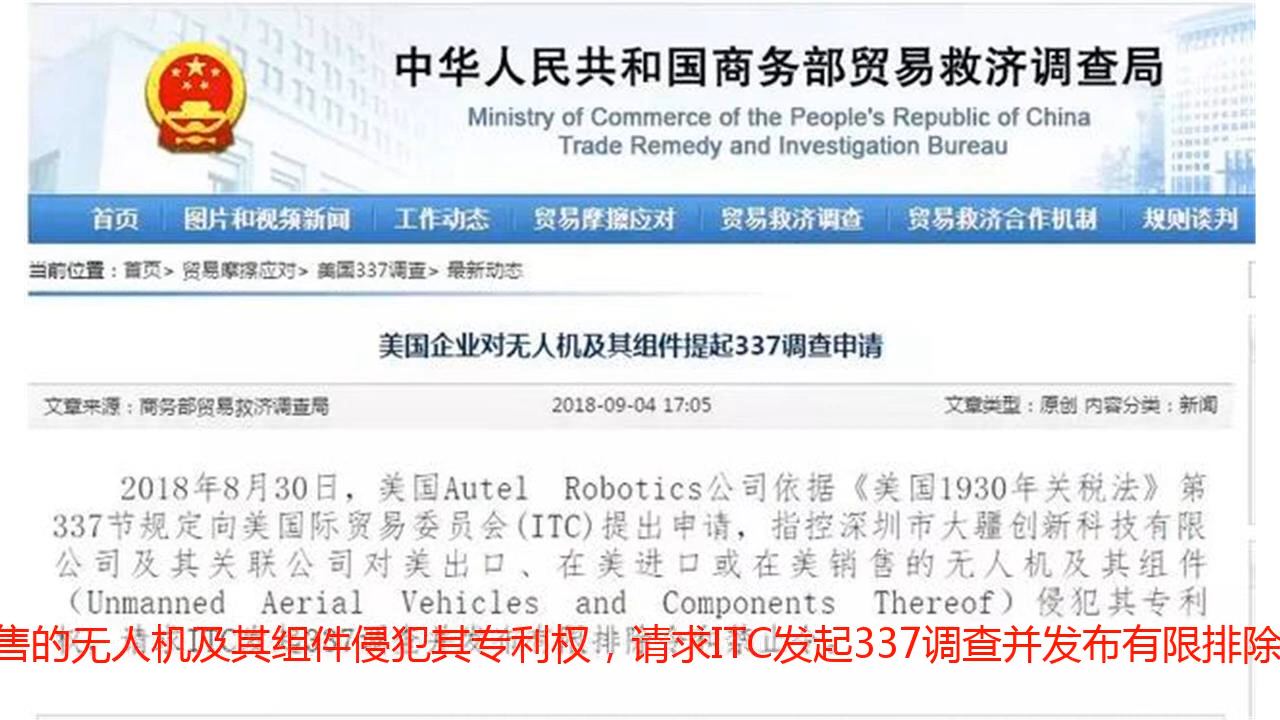 中华人民共和国商务部贸易救济调查局
Ministry of Commerce of the People's Republic of China
Trade Remedy and Investigation Bureau
首页 图片和视频新闻 工作动态 贸易摩擦应对 贸易救济调查 贸易救济合作机制 规则谈判
当前位置：首页> 贸易摩擦应对> 美国337调查> 最新动态
美国企业对无人机及其组件提起337调查申请
文章来源：商务部贸易救济调查局 2018-09-04 17:05 文章类型：原创 内容分类：新闻
2018年8月30日，美国Autel Robotics公司依据《美国1930年关税法》第
337节规定向美国际贸易委员会(ITC)提出申请，指控深圳市大疆创新科技有限
公司及其关联公司对美出口、在美进口或在美销售的无人机及其组件
（Unmanned Aerial Vehicles and Components Thereof）侵犯其专利
售的无人机及其组件侵犯其专利权，请求ITC发起337调查并发布有限排除